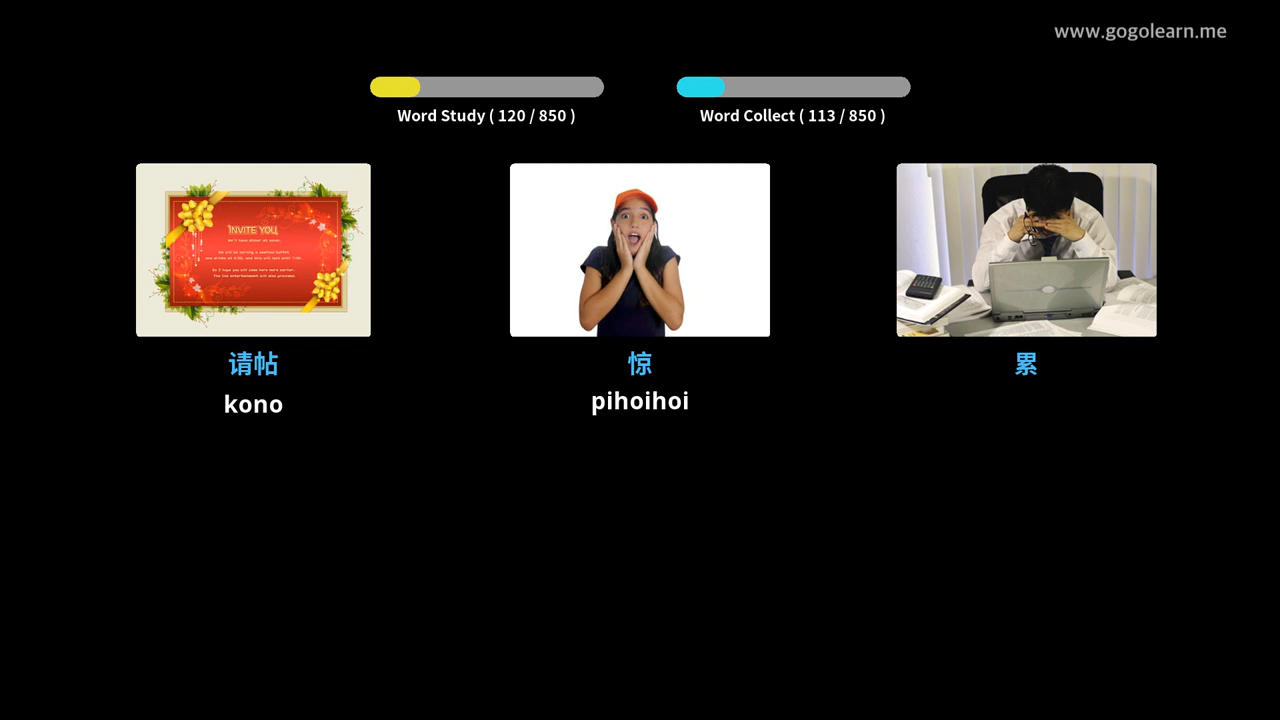 www.gogolearn.me
Word Study ( 120 / 850 )
Word Collect ( 113 / 850 )
INVITE YOU
请帖
惊
累
kono
pihoihoi